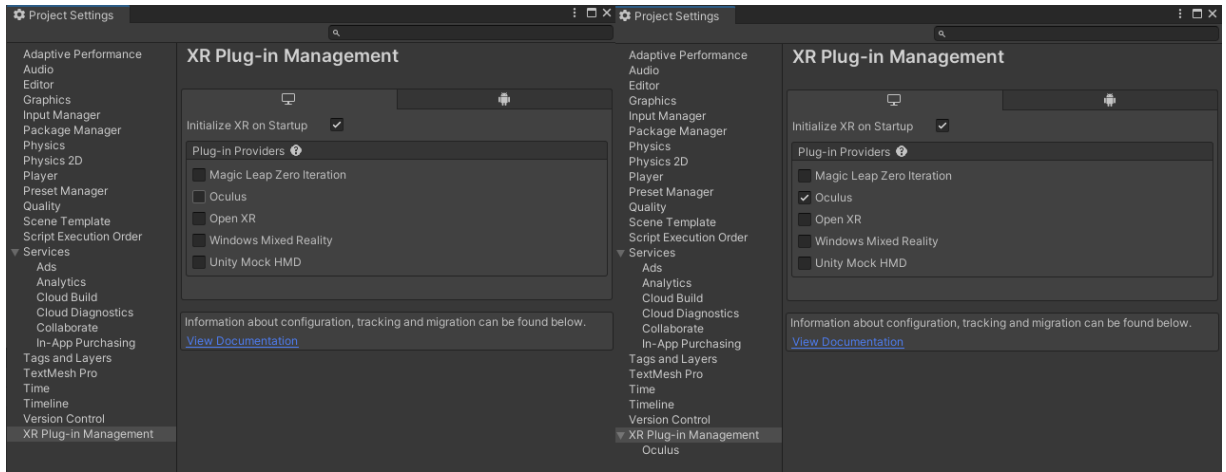 Project Settings
Adaptive Performance
Audio
Editor
Graphics
Input Manager
Package Manager
Physics
Physics 2D
Player
Preset Manager
Quality
Scene Template
Script Execution Order
Services
Ads
Analytics
Cloud Build
Cloud Diagnostics
Collaborate
In-App Purchasing
Tags and Layers
TextMesh Pro
Time
Timeline
Version Control
XR Plug-in Management
XR Plug-in Management
Initialize XR on Startup
Plug-in Providers
Magic Leap Zero Iteration
Oculus
Open XR
Windows Mixed Reality
Unity Mock HMD
Information about configuration, tracking and migration can be found below.
View Documentation
Project Settings
Adaptive Performance
Audio
Editor
Graphics
Input Manager
Package Manager
Physics
Physics 2D
Player
Preset Manager
Quality
Scene Template
Script Execution Order
Services
Ads
Analytics
Cloud Build
Cloud Diagnostics
Collaborate
In-App Purchasing
Tags and Layers
TextMesh Pro
Time
Timeline
Version Control
XR Plug-in Management
Oculus
XR Plug-in Management
Initialize XR on Startup
Plug-in Providers
Magic Leap Zero Iteration
Oculus
Open XR
Windows Mixed Reality
Unity Mock HMD
Information about configuration, tracking and migration can be found below.
View Documentation